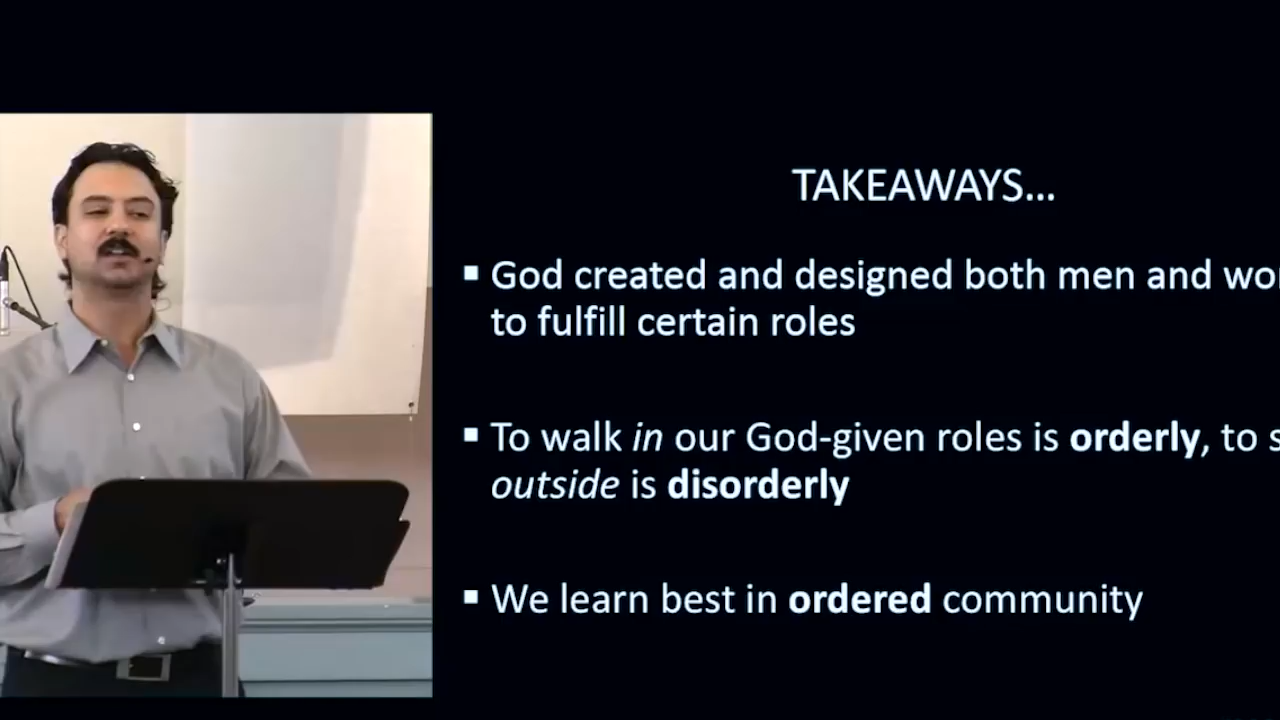 TAKEAWAYS...
▪ God created and designed both men and
to fulfill certain roles
▪ To walk in our God-given roles is orderly, to
outside is disorderly
▪ We learn best in ordered community